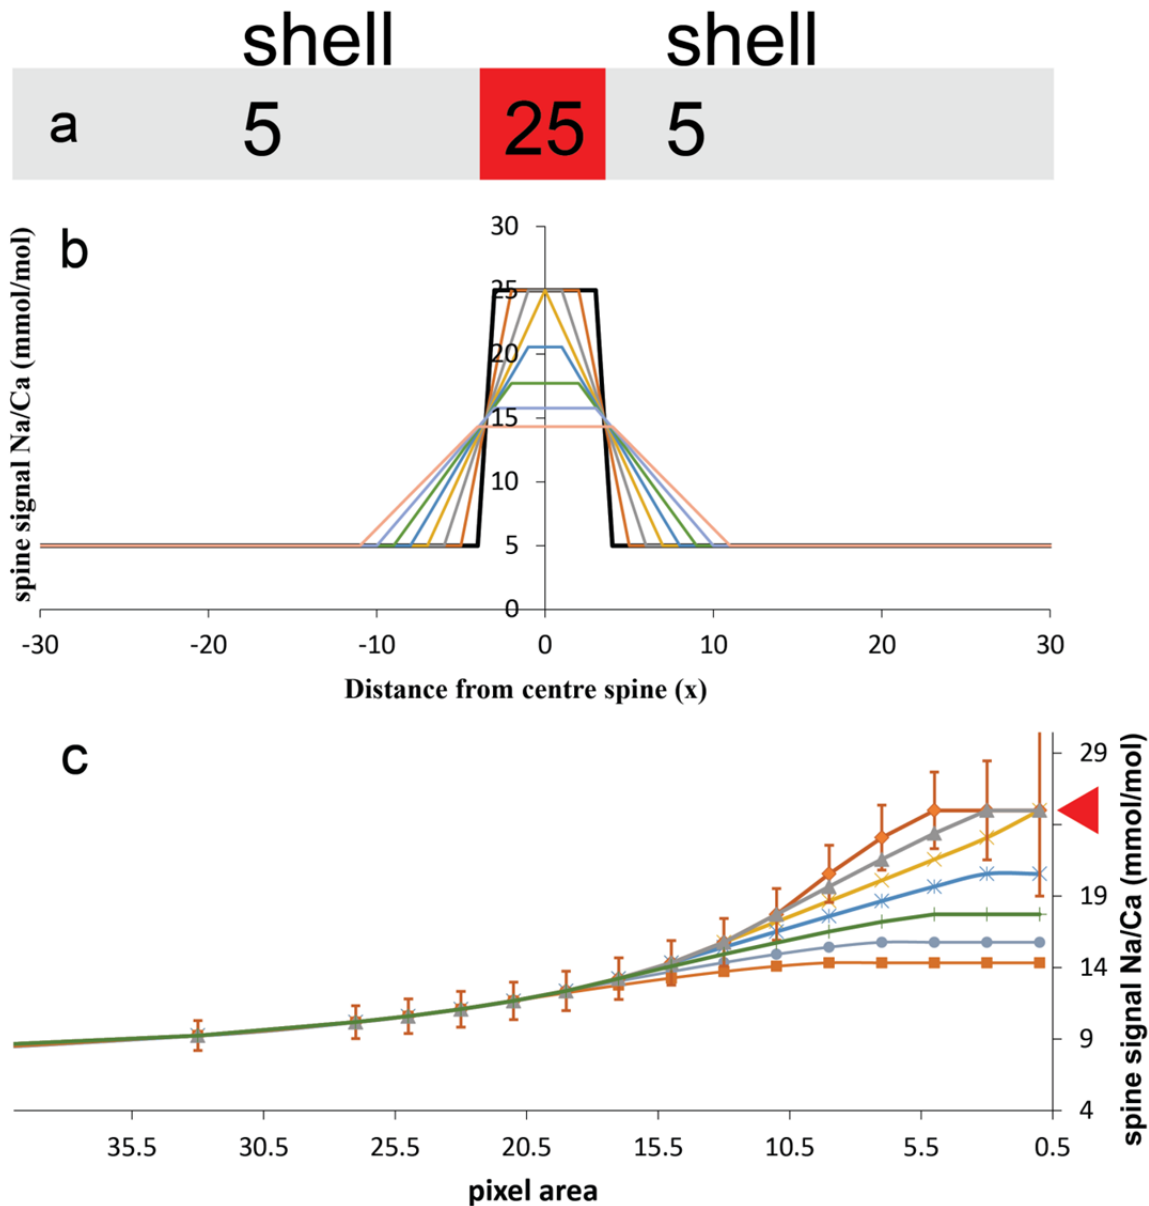 shell shell
a 5 25 5
b
spine signal Na/Ca (mmol/mol)
30
25
20
15
10
5
0
-30 -20 -10 0 10 20 30
Distance from centre spine (x)
c
29
19
14
9
4
spine signal Na/Ca (mmol/mol)
35.5 30.5 25.5 20.5 15.5 10.5 5.5 0.5
pixel area